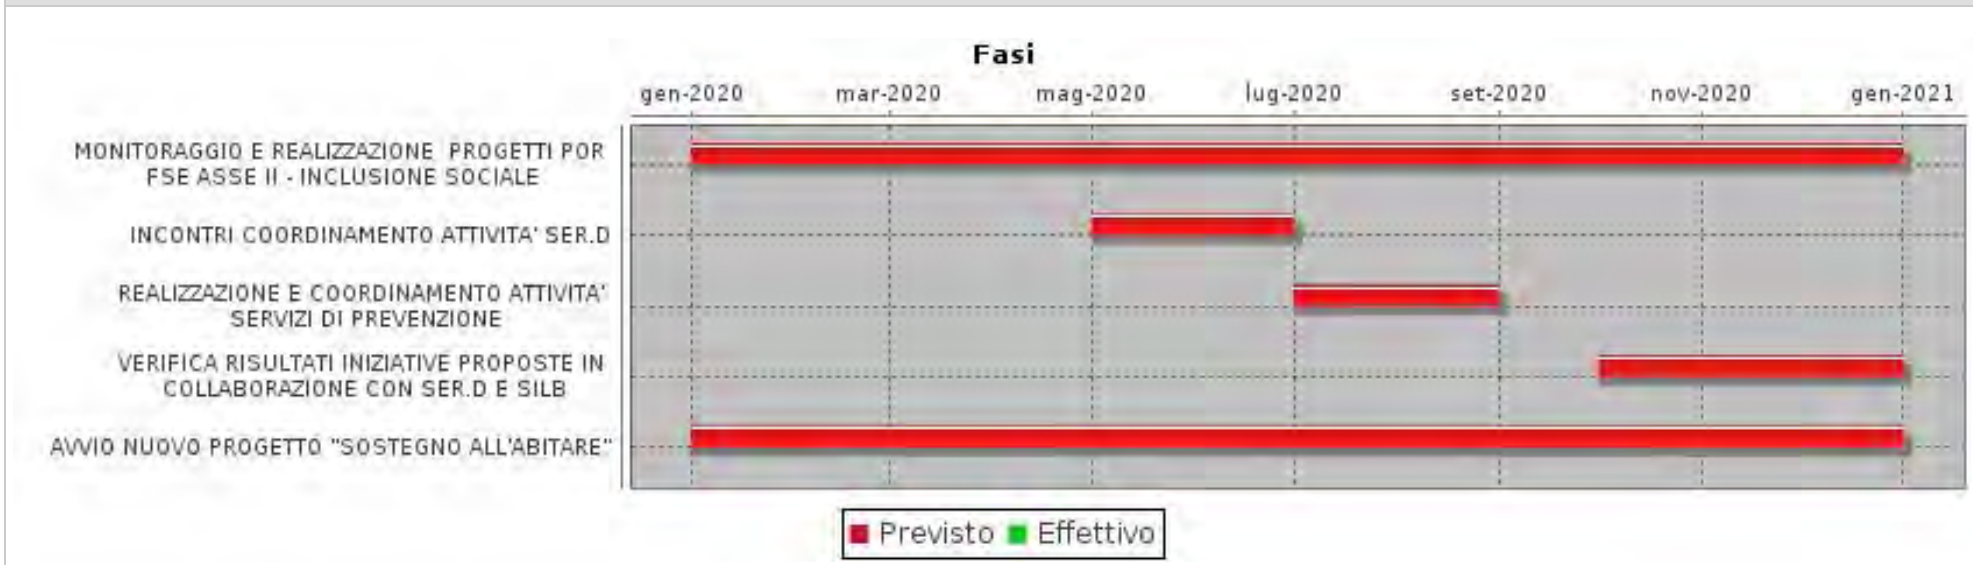 Fasi
gen-2020 mar-2020 mag-2020 lug-2020 set-2020 nov-2020 gen-2021
MONITORAGGIO E REALIZZAZIONE PROGETTI POR
FSE ASSE II - INCLUSIONE SOCIALE
INCONTRI COORDINAMENTO ATTIVITA' SER.D
REALIZZAZIONE E COORDINAMENTO ATTIVITA'
SERVIZI DI PREVENZIONE
VERIFICA RISULTATI INIZIATIVE PROPOSTE IN
COLLABORAZIONE CON SER.D E SILB
AVVIO NUOVO PROGETTO "SOSTEGNO ALL'ABITARE"
Previsto Effettivo